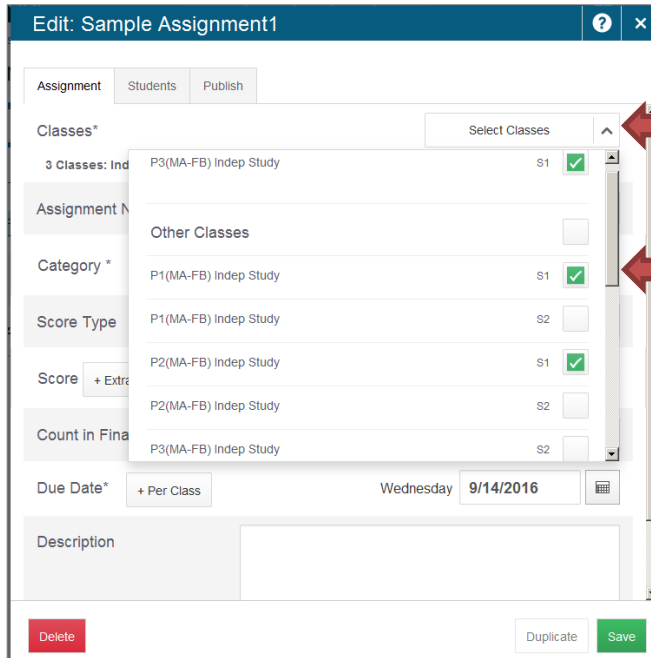 Edit: Sample Assignment1 ? ×
Assignment Students Publish
Classes* Select Classes
3 Classes: Ind
P3(MA-FB) Indep Study S1
Assignment N
Other Classes
Category *
P1(MA-FB) Indep Study S1
Score Type
P1(MA-FB) Indep Study S2
P2(MA-FB) Indep Study S1
Score + Extra
P2(MA-FB) Indep Study S2
Count in Fina
P3(MA-FB) Indep Study S2
Due Date* + Per Class Wednesday 9/14/2016
Description
Delete Duplicate Save